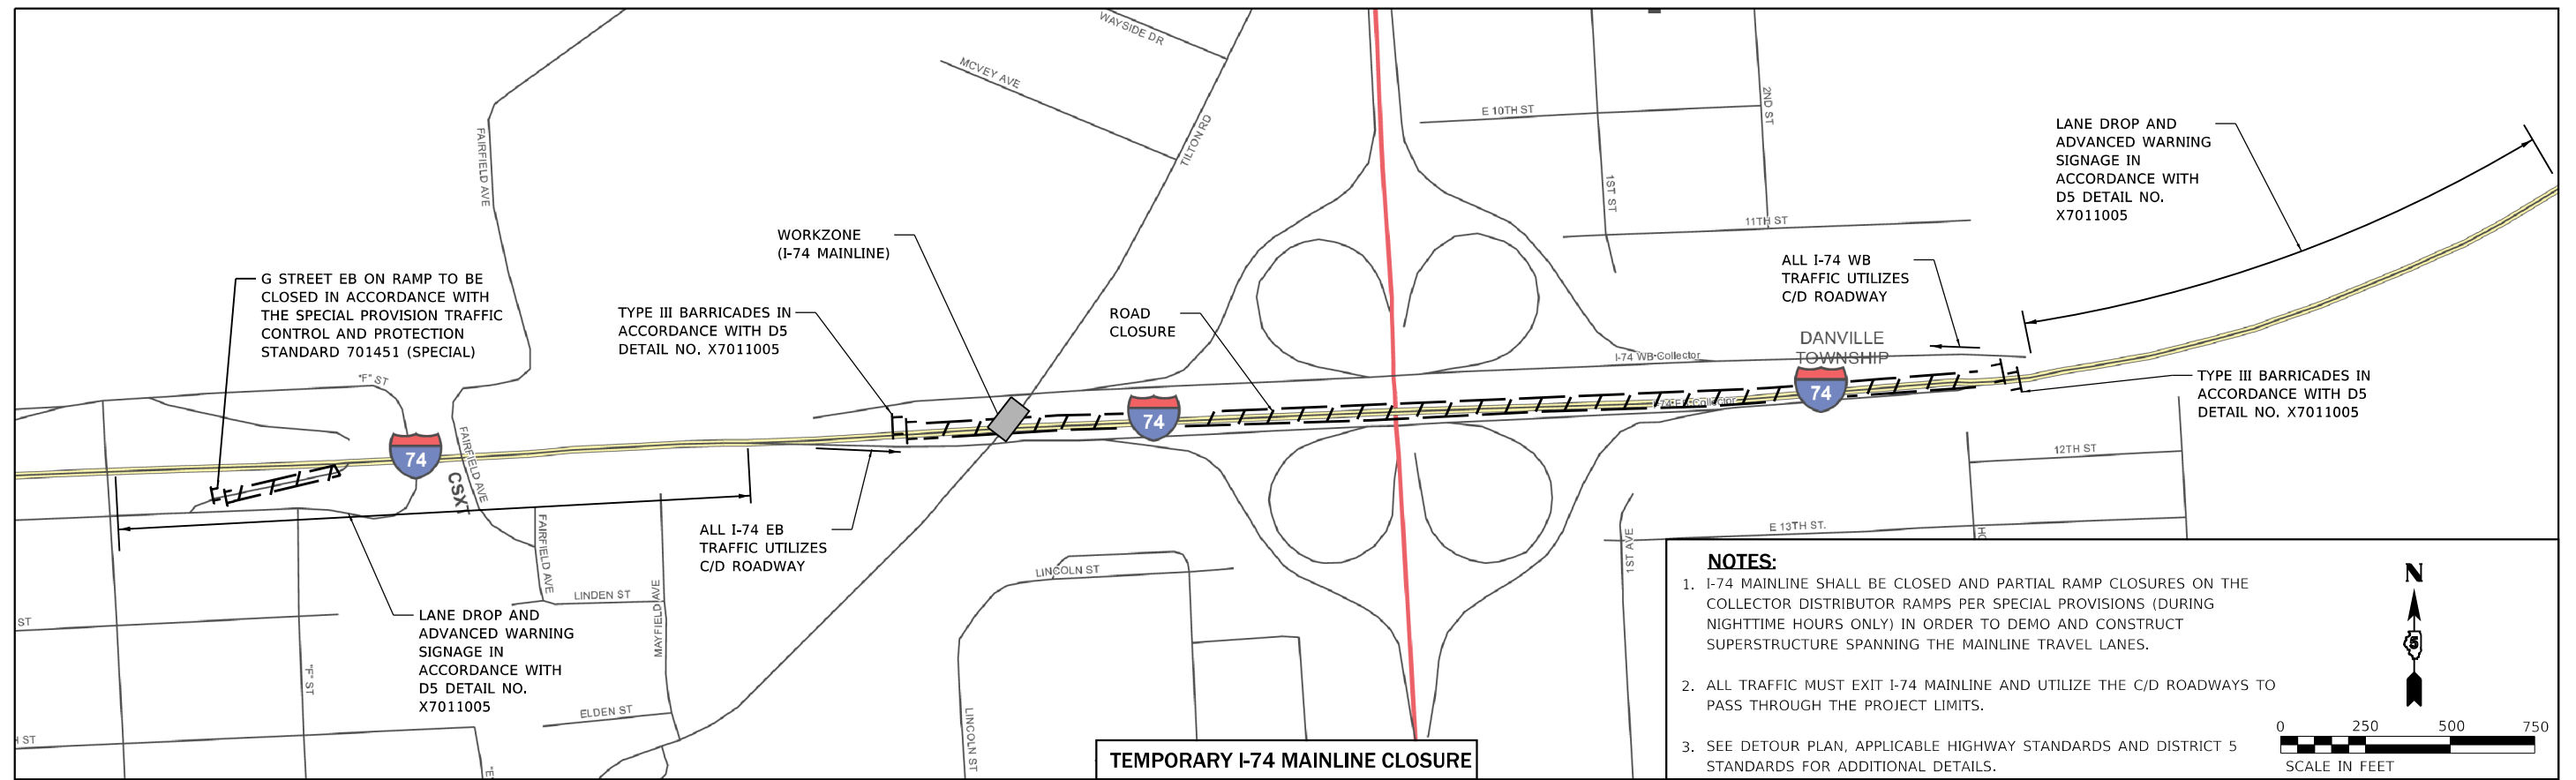 WAYSIDE DR
MCVEY AVE
TILTON RD
FAIRFIELD AVE
E 10TH ST
2ND ST
1ST ST
11TH ST
LANE DROP AND
ADVANCED WARNING
SIGNAGE IN
ACCORDANCE WITH
D5 DETAIL NO.
X7011005
WORKZONE
(I-74 MAINLINE)
G STREET EB ON RAMP TO BE
CLOSED IN ACCORDANCE WITH
THE SPECIAL PROVISION TRAFFIC
CONTROL AND PROTECTION
STANDARD 701451 (SPECIAL)
TYPE III BARRICADES IN
ACCORDANCE WITH D5
DETAIL NO. X7011005
ROAD
CLOSURE
ALL I-74 WB
TRAFFIC UTILIZES
C/D ROADWAY
DANVILLE
TOWNSHIP
I-74 WB Collector
I-74 EB Collector
74
74
74
TYPE III BARRICADES IN
ACCORDANCE WITH D5
DETAIL NO. X7011005
"F" ST
FAIRFIELD AVE
CSXT
FAIRFIELD AVE
ALL I-74 EB
TRAFFIC UTILIZES
C/D ROADWAY
LINCOLN ST
LINDEN ST
MAYFIELD AVE
LANE DROP AND
ADVANCED WARNING
SIGNAGE IN
ACCORDANCE WITH
D5 DETAIL NO.
X7011005
ST
"F" ST
ELDEN ST
LINCOLN ST
H ST
1ST AVE
E 13TH ST.
12TH ST
NOTES:
1. I-74 MAINLINE SHALL BE CLOSED AND PARTIAL RAMP CLOSURES ON THE
COLLECTOR DISTRIBUTOR RAMPS PER SPECIAL PROVISIONS (DURING
NIGHTTIME HOURS ONLY) IN ORDER TO DEMO AND CONSTRUCT
SUPERSTRUCTURE SPANNING THE MAINLINE TRAVEL LANES.
2. ALL TRAFFIC MUST EXIT I-74 MAINLINE AND UTILIZE THE C/D ROADWAYS TO
PASS THROUGH THE PROJECT LIMITS.
3. SEE DETOUR PLAN, APPLICABLE HIGHWAY STANDARDS AND DISTRICT 5
STANDARDS FOR ADDITIONAL DETAILS.
N
5
0 250 500 750
SCALE IN FEET
TEMPORARY I-74 MAINLINE CLOSURE